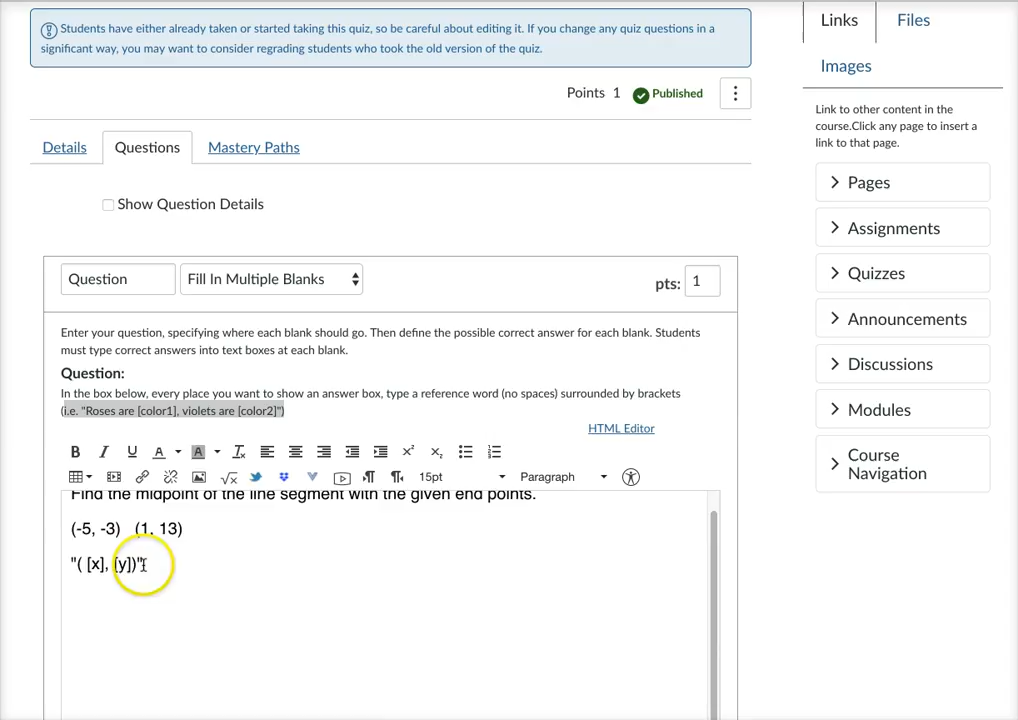 Students have either already taken or started taking this quiz, so be careful about editing it. If you change any quiz questions in a
significant way, you may want to consider regrading students who took the old version of the quiz.
Points 1 Published
Details Questions Mastery Paths
Show Question Details
Question Fill In Multiple Blanks pts: 1
Enter your question, specifying where each blank should go. Then define the possible correct answer for each blank. Students
must type correct answers into text boxes at each blank.
Question:
In the box below, every place you want to show an answer box, type a reference word (no spaces) surrounded by brackets
(i.e. "Roses are [color1], violets are [color2]")
HTML Editor
15pt Paragraph
Find the midpoint of the line segment with the given end points.
(-5, -3) (1, 13)
"( [x], [y])"
Links Files
Images
Link to other content in the
course.Click any page to insert a
link to that page.
Pages
Assignments
Quizzes
Announcements
Discussions
Modules
Course
Navigation